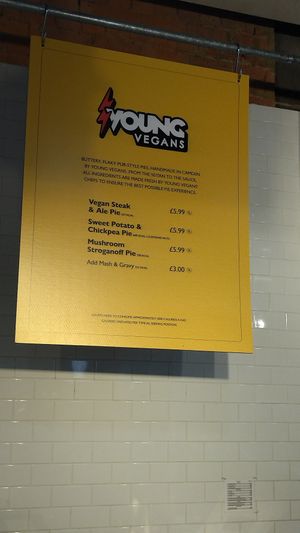 YOUNG
VEGANS
BUTTERY, FLAKY PUB-STYLE PIES, HANDMADE IN CAMDEN
BY YOUNG VEGANS. FROM THE SEITAN TO THE SAUCE,
ALL INGREDIENTS ARE MADE FRESH BY YOUNG VEGANS'
CHEFS TO ENSURE THE BEST POSSIBLE PIE EXPERIENCE.
Vegan Steak
& Ale Pie £5.99
Sweet Potato &
Chickpea Pie £5.99
Mushroom
Stroganoff Pie £5.99
Add Mash & Gravy £3.00